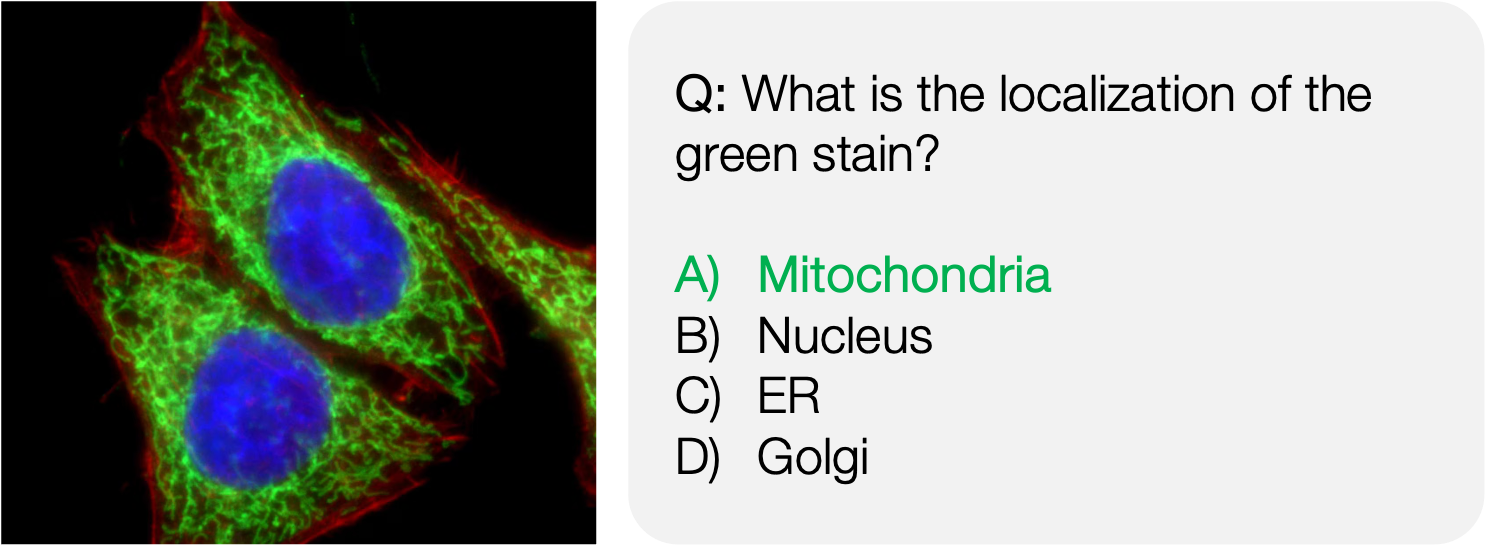 Q: What is the localization of the
green stain?
A) Mitochondria
B) Nucleus
C) ER
D) Golgi